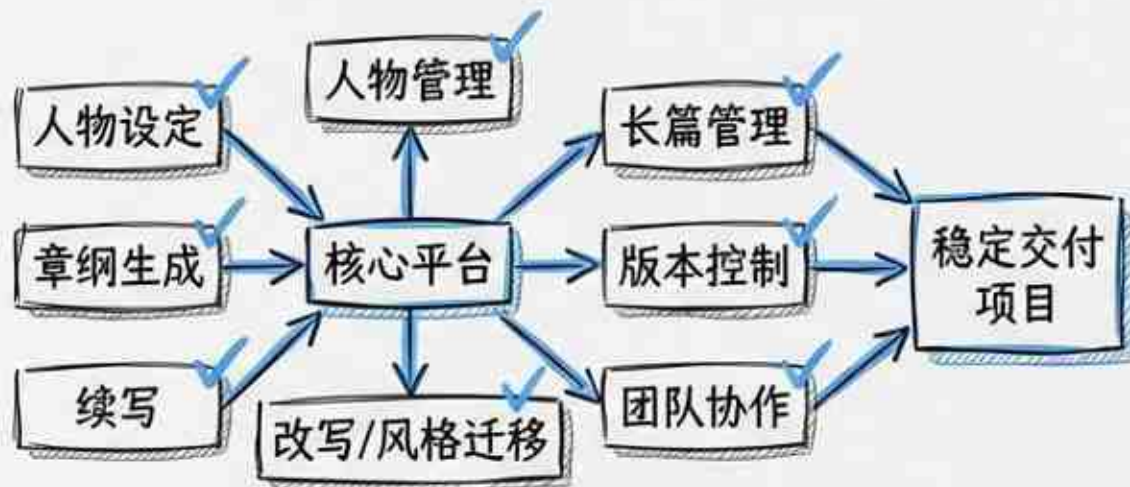 人物管理
人物设定
长篇管理
章纲生成
核心平台
版本控制
稳定交付
项目
续写
改写/风格迁移
团队协作